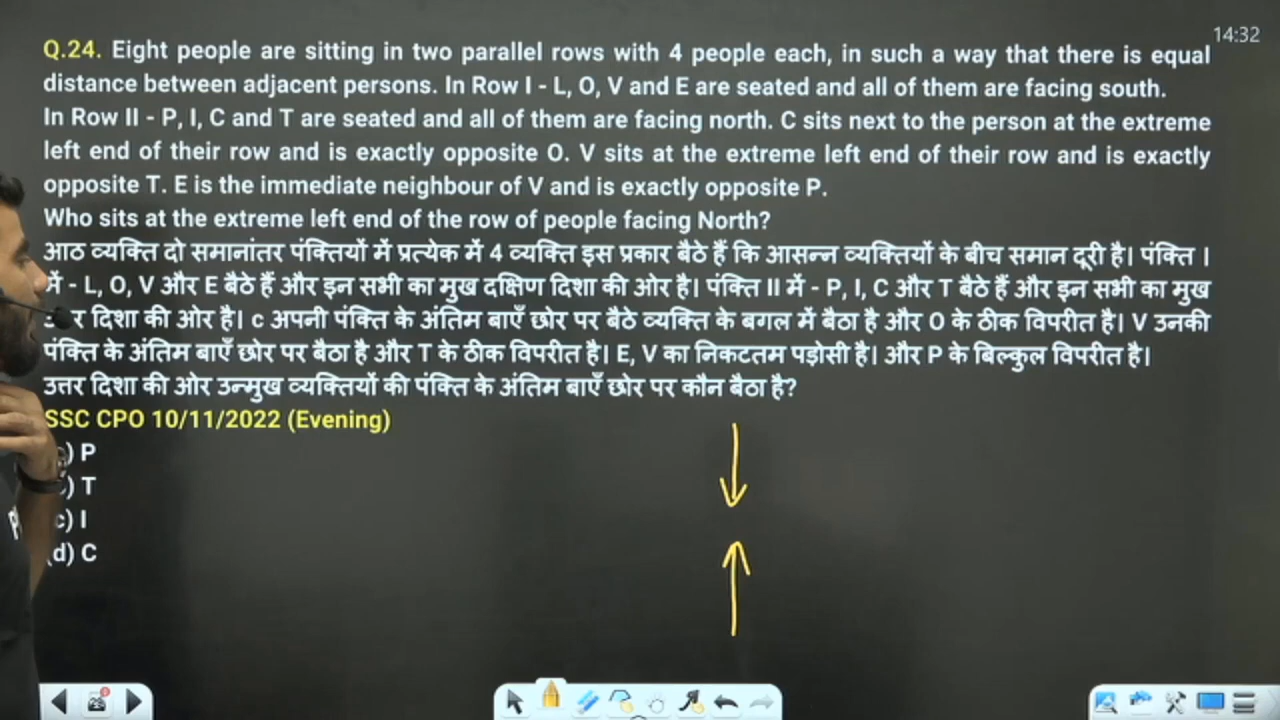 14:32
Q.24. Eight people are sitting in two parallel rows with 4 people each, in such a way that there is equal
distance between adjacent persons. In Row I - L, O, V and E are seated and all of them are facing south.
In Row II - P, I, C and T are seated and all of them are facing north. C sits next to the person at the extreme
left end of their row and is exactly opposite O. V sits at the extreme left end of their row and is exactly
opposite T. E is the immediate neighbour of V and is exactly opposite P.
Who sits at the extreme left end of the row of people facing North?
आठ व्यक्ति दो समानांतर पंक्तियों में प्रत्येक में 4 व्यक्ति इस प्रकार बैठे हैं कि आसन्न व्यक्तियों के बीच समान दूरी है। पंक्ति I
में - L, O, V और E बैठे हैं और इन सभी का मुख दक्षिण दिशा की ओर है। पंक्ति II में - P, I, C और T बैठे हैं और इन सभी का मुख
दिशा की ओर है। c अपनी पंक्ति के अंतिम बाएँ छोर पर बैठे व्यक्ति के बगल में बैठा है और O के ठीक विपरीत है। V उनकी
पंक्ति के अंतिम बाएँ छोर पर बैठा है और T के ठीक विपरीत है। E, V का निकटतम पड़ोसी है। और P के बिल्कुल विपरीत है।
उत्तर दिशा की ओर उन्मुख व्यक्तियों की पंक्ति के अंतिम बाएँ छोर पर कौन बैठा है?
SSC CPO 10/11/2022 (Evening)
) P
) T
c) I
(d) C